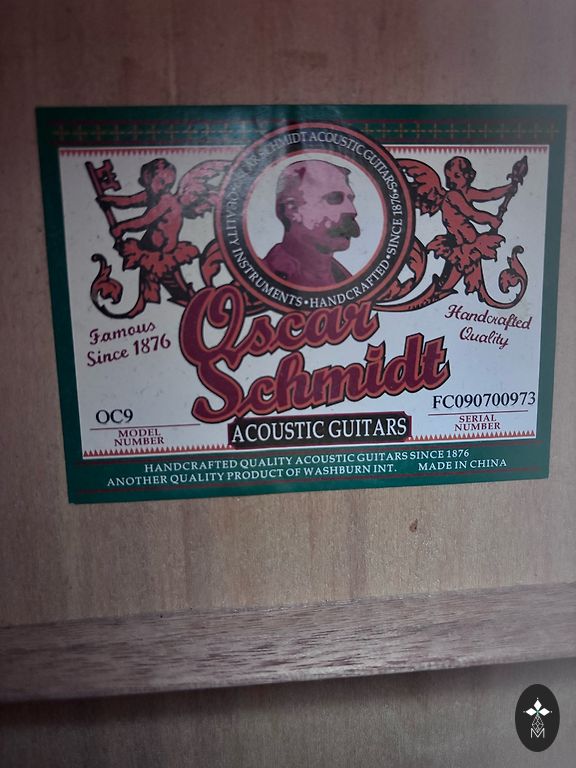 OSCAR SCHMIDT ACOUSTIC GUITARS • SINCE 1876 • HANDCRAFTED • QUALITY INSTRUMENTS •
Famous
Since 1876
Handcrafted
Quality
Oscar
Schmidt
OC9
MODEL
NUMBER
FC090700973
SERIAL
NUMBER
ACOUSTIC GUITARS
HANDCRAFTED QUALITY ACOUSTIC GUITARS SINCE 1876
ANOTHER QUALITY PRODUCT OF WASHBURN INT. MADE IN CHINA
M